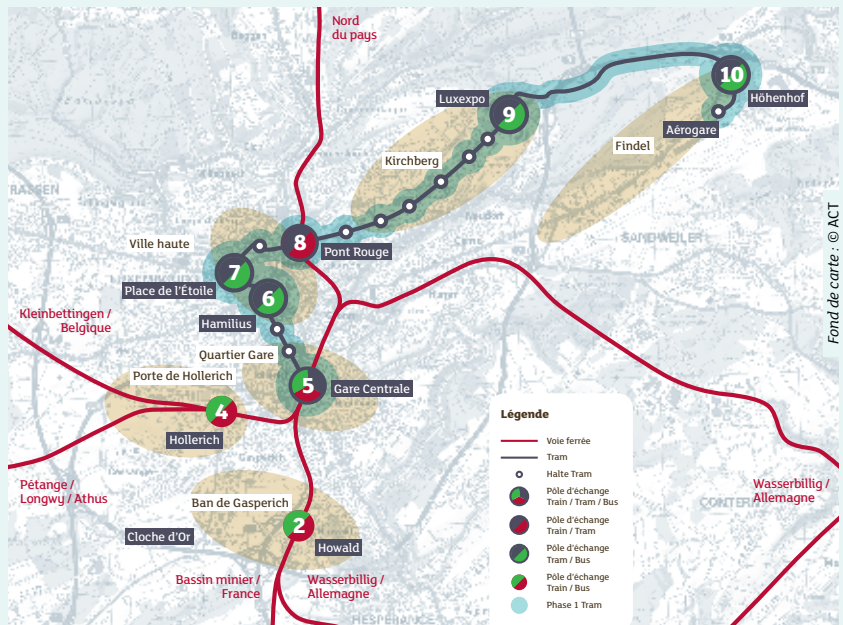 Nord
du pays
10
Luxexpo
Höhenhof
9
Aérogare
Findel
Kirchberg
TRASSEN
Ville haute
8
Pont Rouge
SANDWEILER
7
Place de l'Étoile
6
Kleinbettingen /
Belgique
Hamilius
Quartier Gare
Porte de Hollerich
5
Gare Centrale
4
Hollerich
Pétange /
Longwy / Athus
Ban de Gasperich
2
Cloche d'Or
Howald
Bassin minier /
France
Wasserbillig /
Allemagne
Wasserbillig /
Allemagne
CONTERN
HESPERANGE
Légende
Voie ferrée
Tram
Halte Tram
Pôle d'échange
Train / Tram / Bus
Pôle d'échange
Train / Tram
Pôle d'échange
Tram / Bus
Pôle d'échange
Train / Bus
Phase 1 Tram
Fond de carte : © ACT